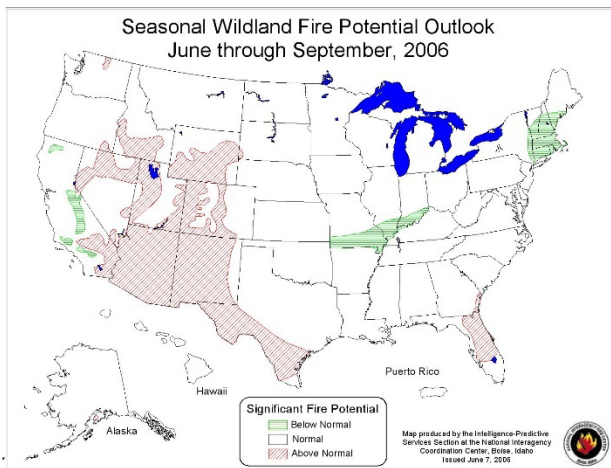 Seasonal Wildland Fire Potential Outlook
June through September, 2006
Puerto Rico
Hawaii
Alaska
Significant Fire Potential
Below Normal
Normal
Above Normal
Map produced by the Intelligence-Predictive
Services Section at the National Interagency
Coordination Center, Boise, Idaho
Issued June 7, 2006